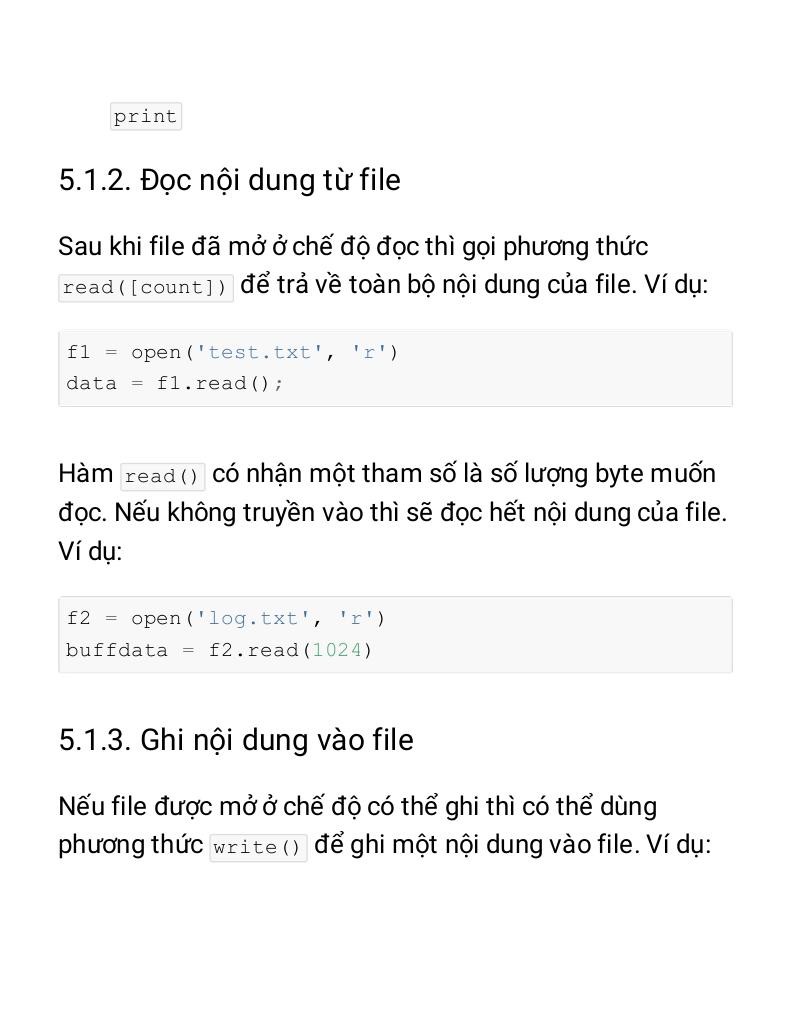 print
5.1.2. Đọc nội dung từ file
Sau khi file đã mở ở chế độ đọc thì gọi phương thức
read([count]) để trả về toàn bộ nội dung của file. Ví dụ:
f1 = open('test.txt', 'r')
data = f1.read();
Hàm read() có nhận một tham số là số lượng byte muốn
đọc. Nếu không truyền vào thì sẽ đọc hết nội dung của file.
Ví dụ:
f2 = open('log.txt', 'r')
buffdata = f2.read(1024)
5.1.3. Ghi nội dung vào file
Nếu file được mở ở chế độ có thể ghi thì có thể dùng
phương thức write() để ghi một nội dung vào file. Ví dụ: